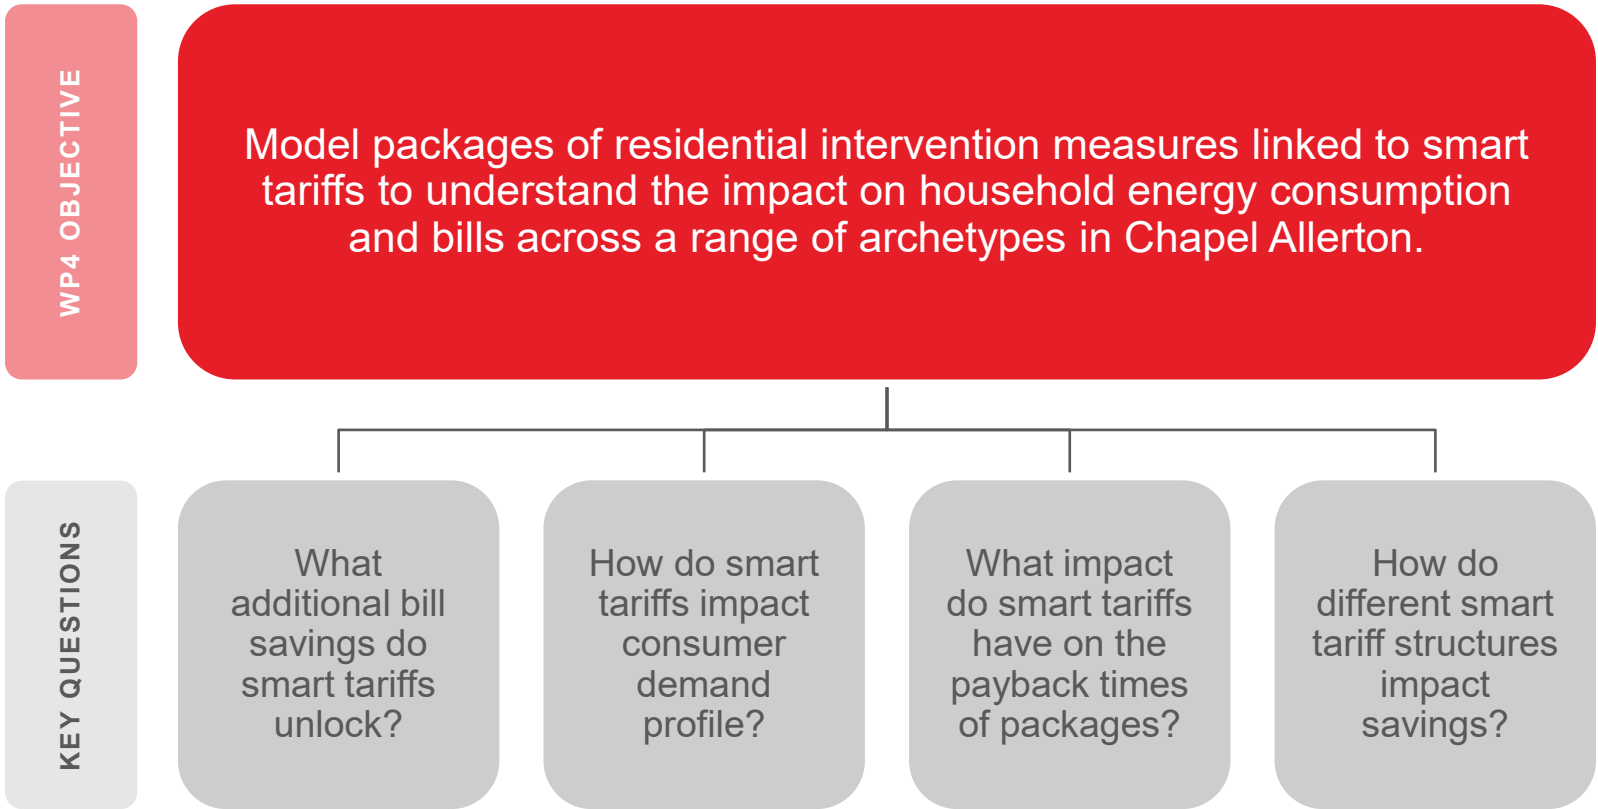 WP4 OBJECTIVE
Model packages of residential intervention measures linked to smart
tariffs to understand the impact on household energy consumption
and bills across a range of archetypes in Chapel Allerton.
KEY QUESTIONS
What
additional bill
savings do
smart tariffs
unlock?
How do smart
tariffs impact
consumer
demand
profile?
What impact
do smart tariffs
have on the
payback times
of packages?
How do
different smart
tariff structures
impact
savings?